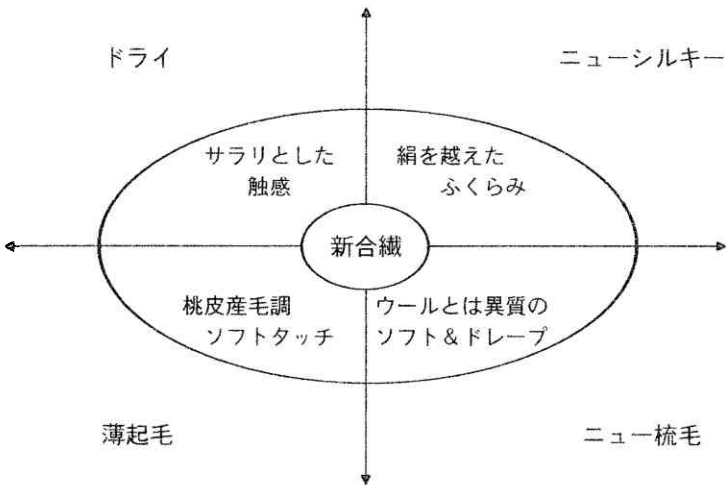 ドライ
ニューシルキー
サラリとした
触感
絹を越えた
ふくらみ
新合繊
桃皮産毛調
ソフトタッチ
ウールとは異質の
ソフト＆ドレープ
薄起毛
ニュー梳毛